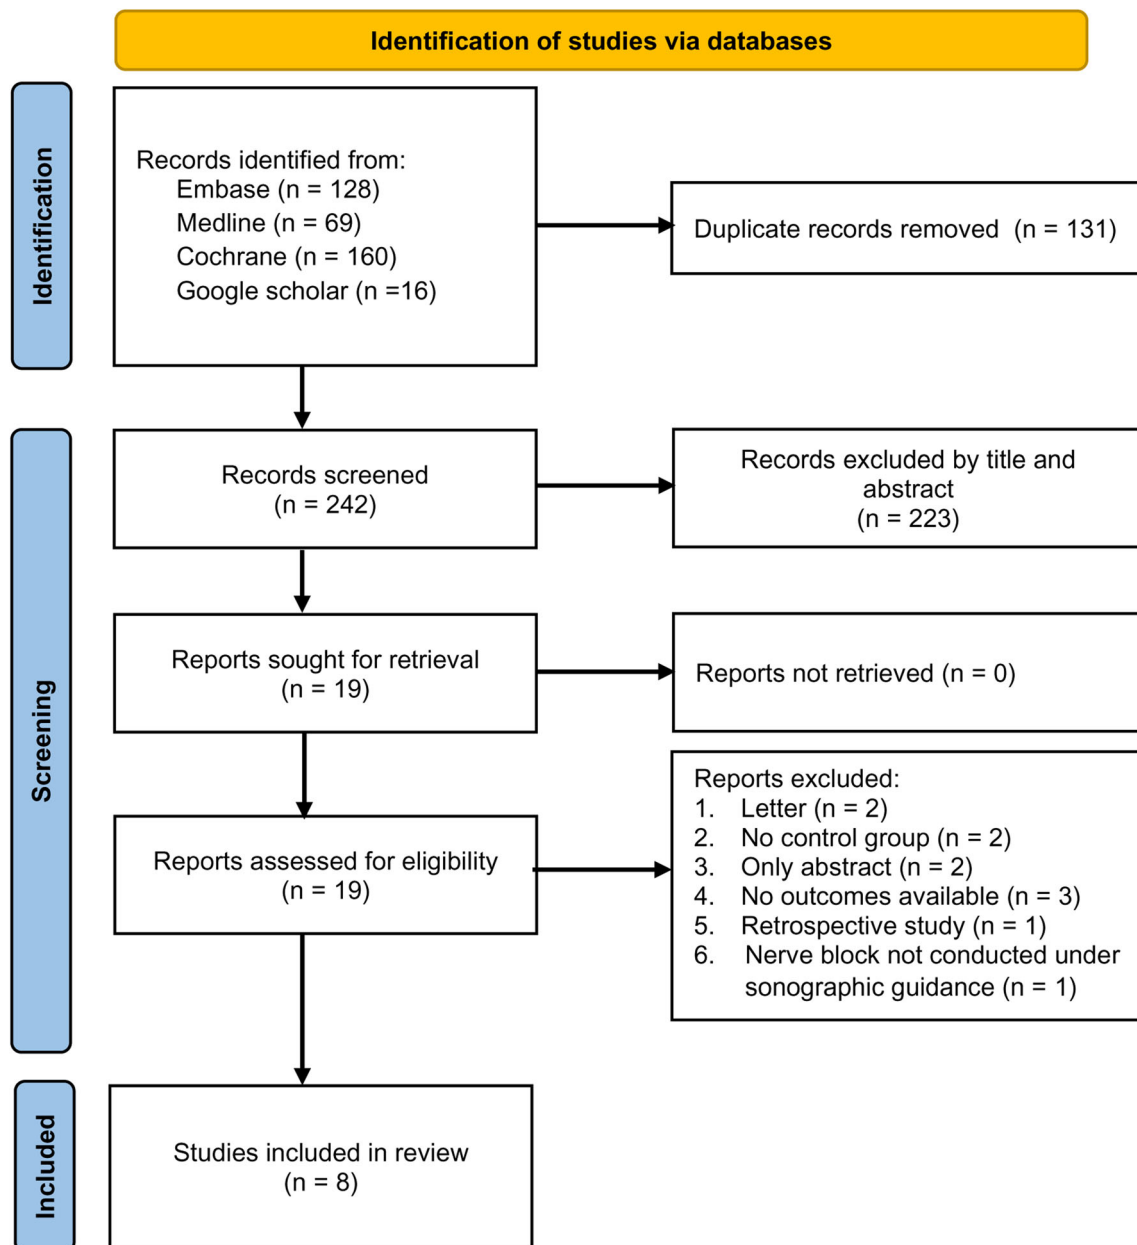 Identification of studies via databases
Identification
Records identified from:
Embase (n = 128)
Medline (n = 69)
Cochrane (n = 160)
Google scholar (n =16)
Duplicate records removed (n = 131)
Screening
Records screened
(n = 242)
Records excluded by title and
abstract
(n = 223)
Reports sought for retrieval
(n = 19)
Reports not retrieved (n = 0)
Reports assessed for eligibility
(n = 19)
Reports excluded:
1. Letter (n = 2)
2. No control group (n = 2)
3. Only abstract (n = 2)
4. No outcomes available (n = 3)
5. Retrospective study (n = 1)
6. Nerve block not conducted under
sonographic guidance (n = 1)
Included
Studies included in review
(n = 8)